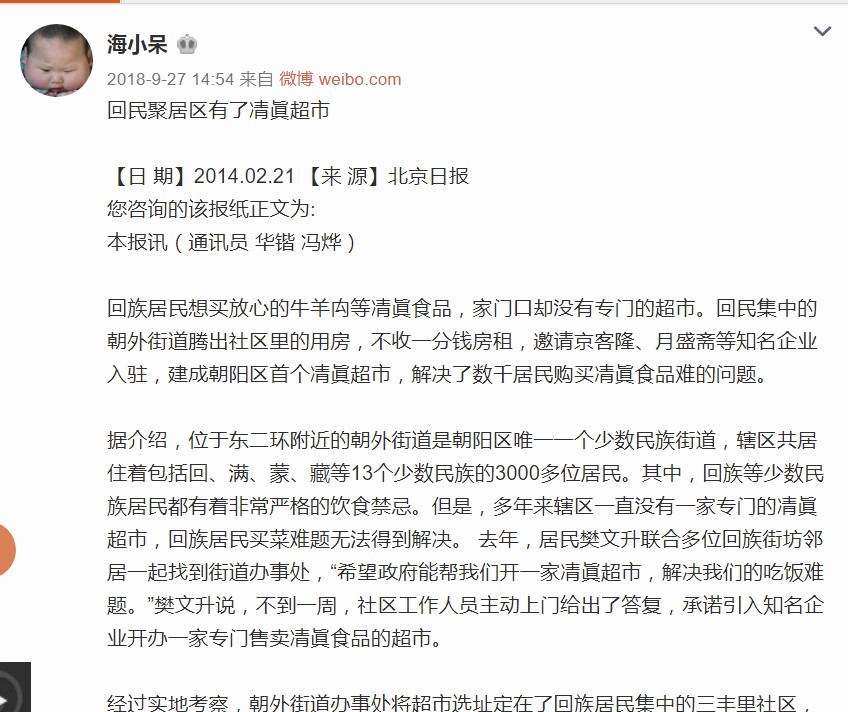 海小呆
2018-9-27 14:54 来自 微博 weibo.com
回民聚居区有了凊眞超市
【日 期】2014.02.21 【来 源】北京日报
您咨询的该报纸正文为:
本报讯（通讯员 华锴 冯烨）
回族居民想买放心的牛羊禸等凊眞食品，家门口却没有专门的超市。回民集中的
朝外街道腾出社区里的用房，不收一分钱房租，邀请京客隆、月盛斋等知名企业
入驻，建成朝阳区首个凊眞超市，解决了数千居民购买凊眞食品难的问题。
据介绍，位于东二环附近的朝外街道是朝阳区唯一一个少数民族街道，辖区共居
住着包括回、满、蒙、藏等13个少数民族的3000多位居民。其中，回族等少数民
族居民都有着非常严格的饮食禁忌。但是，多年来辖区一直没有一家专门的凊眞
超市，回族居民买菜难题无法得到解决。 去年，居民樊文升联合多位回族街坊邻
居一起找到街道办事处，“希望政府能帮我们开一家凊眞超市，解决我们的吃饭难
题。”樊文升说，不到一周，社区工作人员主动上门给出了答复，承诺引入知名企
业开办一家专门售卖凊眞食品的超市。
经过实地考察，朝外街道办事处将超市选址定在了回族居民集中的三丰里社区，